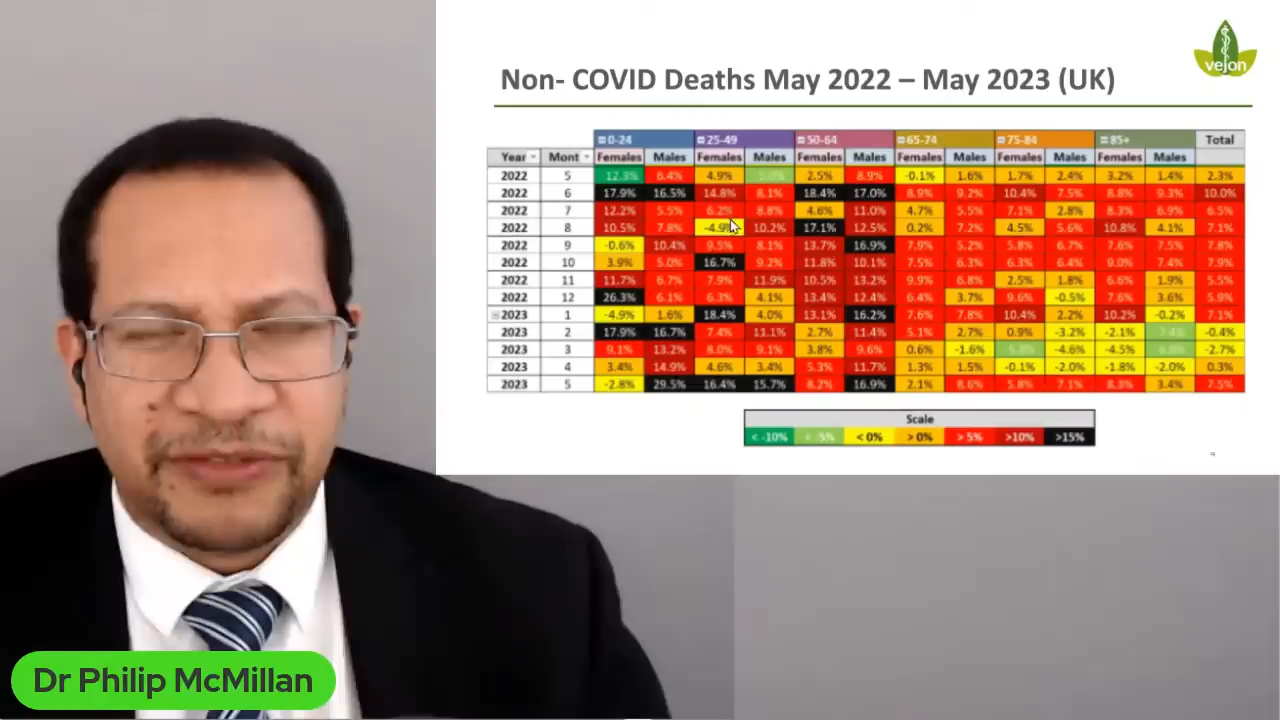 vejon
Non- COVID Deaths May 2022 – May 2023 (UK)
0-24 25-49 50-64 65-74 75-84 85+ Total
Year Mont Females Males Females Males Females Males Females Males Females Males Females Males
2022 5 12.3% 6.4% 4.9% 2.5% 8.9% -0.1% 1.6% 1.7% 2.4% 3.2% 1.4% 2.3%
2022 6 17.9% 16.5% 14.8% 8.1% 18.4% 17.0% 8.9% 9.2% 10.4% 7.5% 8.8% 9.3% 10.0%
2022 7 12.2% 5.5% 6.2% 8.8% 4.6% 11.0% 4.7% 5.5% 7.1% 2.8% 8.3% 6.9% 6.5%
2022 8 10.5% 7.8% -4.9% 10.2% 17.1% 12.5% 0.2% 7.2% 4.5% 5.6% 10.8% 4.1% 7.1%
2022 9 -0.6% 10.4% 9.5% 8.1% 13.7% 16.9% 7.9% 5.2% 5.8% 6.7% 7.6% 7.5% 7.8%
2022 10 3.9% 5.0% 16.7% 9.2% 11.8% 10.1% 7.5% 6.3% 6.3% 6.4% 9.0% 7.4% 7.9%
2022 11 11.7% 6.7% 7.9% 11.9% 10.5% 13.2% 9.9% 6.8% 2.5% 1.8% 6.6% 1.9% 5.5%
2022 12 26.3% 6.1% 6.3% 4.1% 13.4% 12.4% 6.4% 3.7% 9.6% -0.5% 7.6% 3.6% 5.9%
2023 1 -4.9% 1.6% 18.4% 4.0% 13.1% 16.2% 7.6% 7.8% 10.4% 2.2% 10.2% -0.2% 7.1%
2023 2 17.9% 16.7% 7.4% 11.1% 2.7% 11.4% 5.1% 2.7% 0.9% -3.2% -2.1% -0.4%
2023 3 9.1% 13.2% 8.0% 9.1% 3.8% 9.6% 0.6% -1.6% -4.6% -4.5% -2.7%
2023 4 3.4% 14.9% 4.6% 3.4% 5.3% 11.7% 1.3% 1.5% -0.1% -2.0% -1.8% -2.0% 0.3%
2023 5 -2.8% 29.5% 16.4% 15.7% 8.2% 16.9% 2.1% 8.6% 5.8% 7.1% 8.3% 3.4% 7.5%
Scale
< -10% < -5% < 0% > 0% > 5% >10% >15%
Dr Philip McMillan